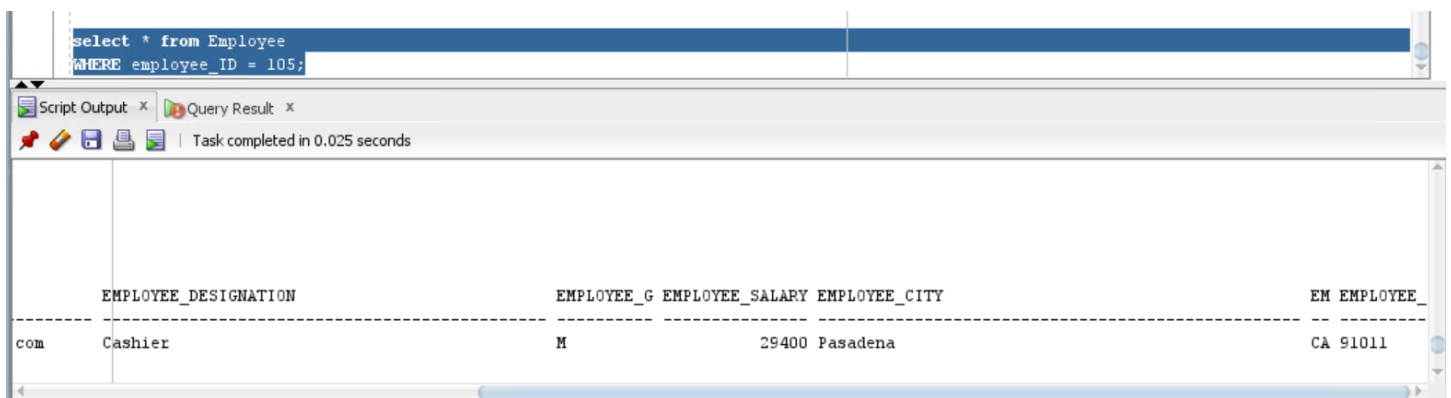 select * from Employee
WHERE employee_ID = 105;
Script Output x Query Result x
Task completed in 0.025 seconds
EMPLOYEE_DESIGNATION EMPLOYEE_G EMPLOYEE_SALARY EMPLOYEE_CITY EM EMPLOYEE_
--------- -------------------------------------------- ---------- --------------- ------------------------------------------------ -- ---------
com Cashier M 29400 Pasadena CA 91011